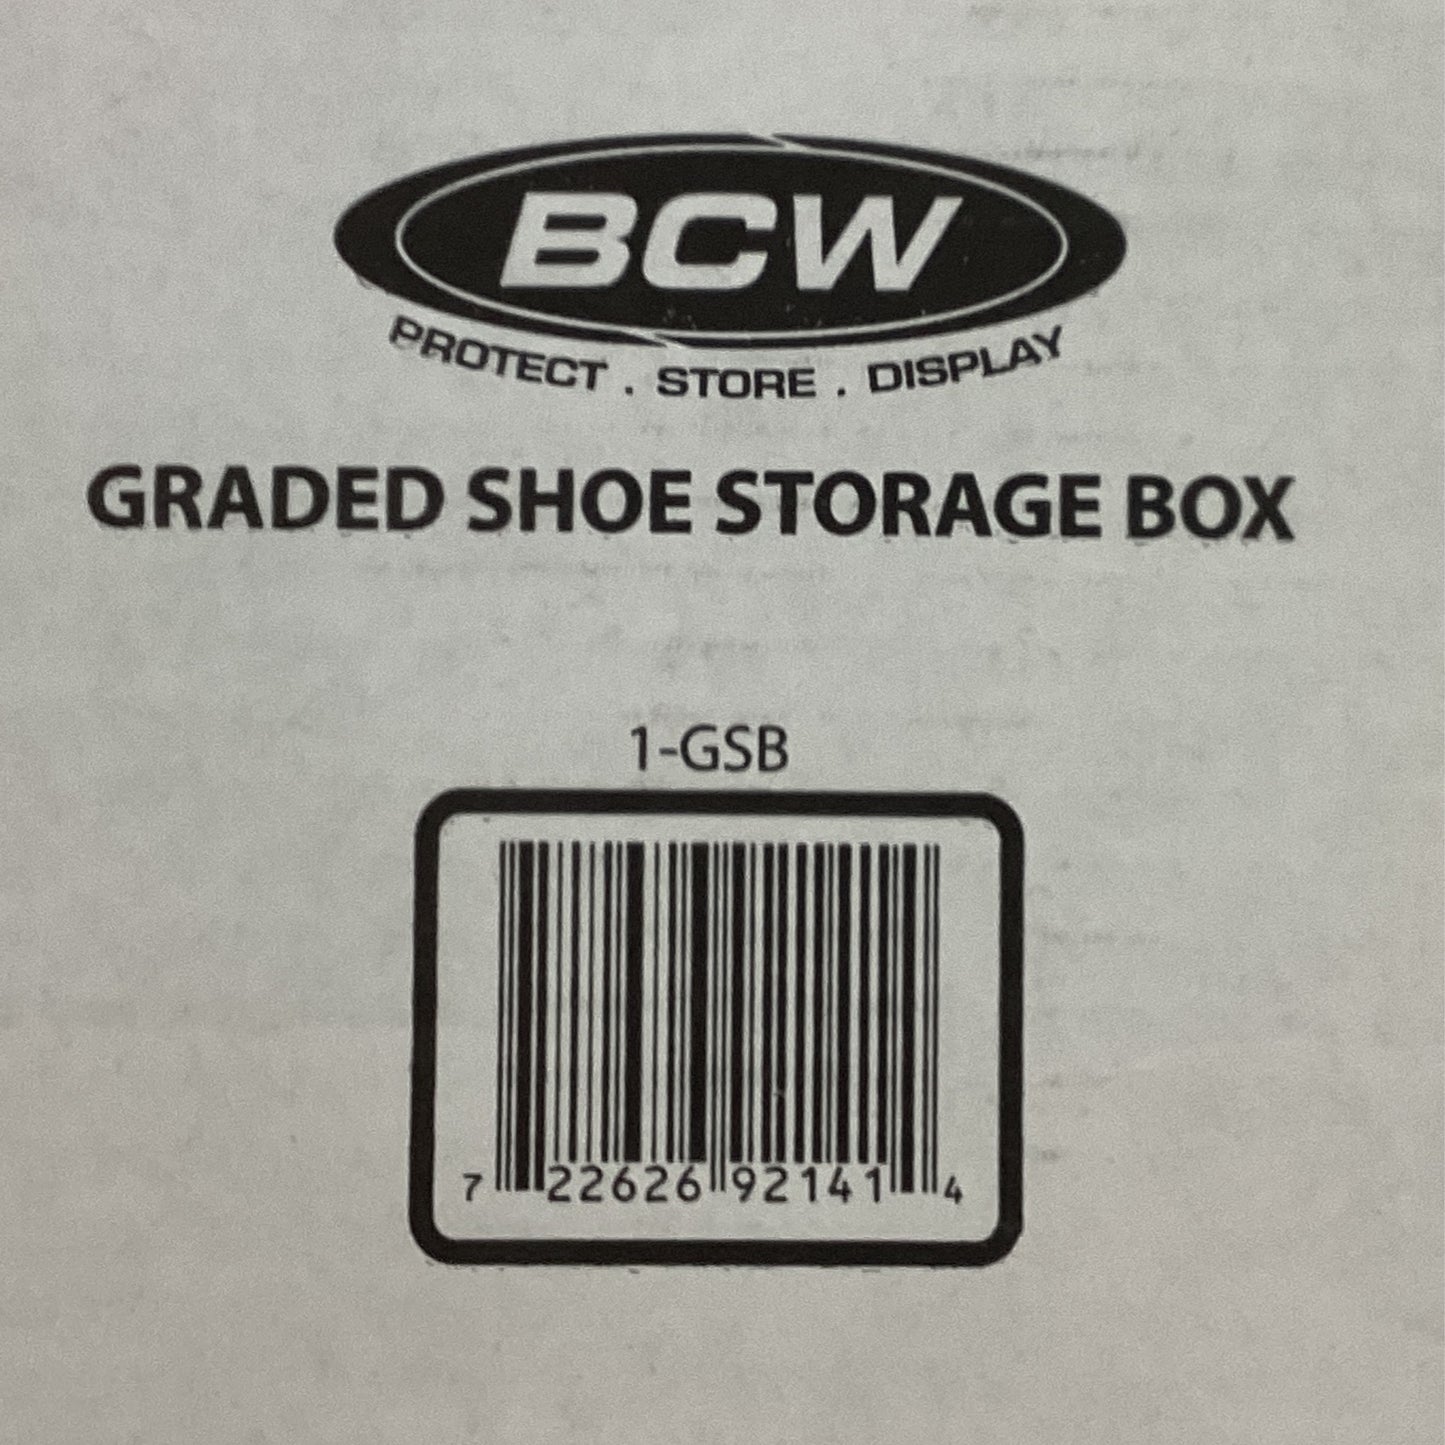 BCW
PROTECT . STORE . DISPLAY
GRADED SHOE STORAGE BOX
1-GSB
7 22626 92141 4